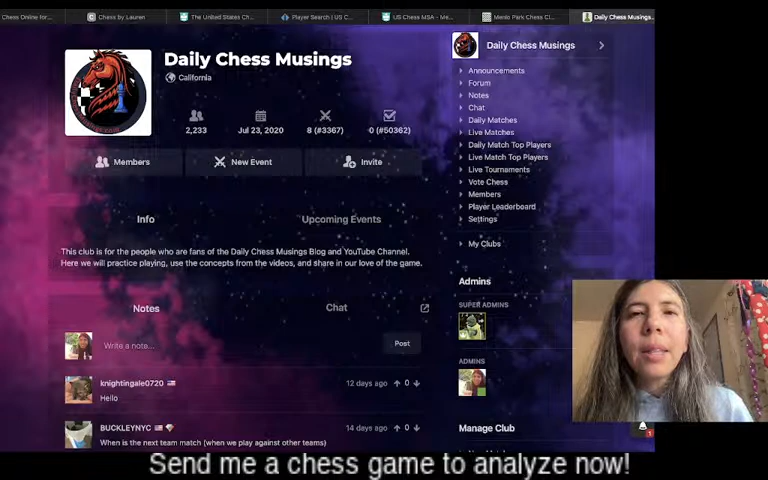 Chess Online for...
Chess by Lauren
The United States Ch...
Player Search | US C...
US Chess MSA - Me...
Menlo Park Chess Cl...
Daily Chess Musings...
Daily Chess Musings
California
2,233
Jul 23, 2020
8 (#3367)
0 (#50362)
Members
New Event
Invite
Info
Upcoming Events
This club is for the people who are fans of the Daily Chess Musings Blog and YouTube Channel.
Here we will practice playing, use the concepts from the videos, and share in our love of the game.
Notes
Chat
Write a note...
Post
knightingale0720
12 days ago
0
Hello
BUCKLEYNYC
14 days ago
0
When is the next team match (when we play against other teams)
Daily Chess Musings
Announcements
Forum
Notes
Chat
Daily Matches
Live Matches
Daily Match Top Players
Live Match Top Players
Live Tournaments
Vote Chess
Members
Player Leaderboard
Settings
My Clubs
Admins
SUPER ADMINS
ADMINS
Manage Club
1
Send me a chess game to analyze now!